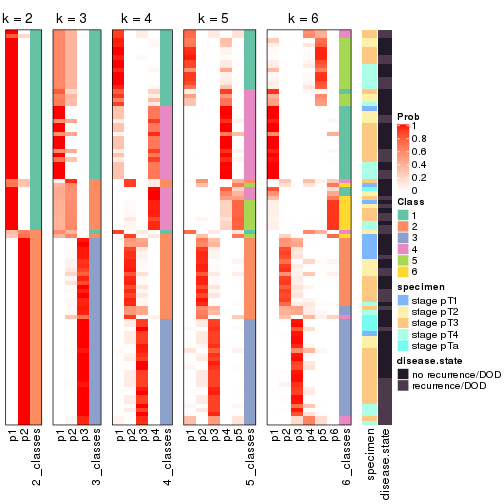 k = 2 k = 3 k = 4 k = 5 k = 6
Prob
1
0.8
0.6
0.4
0.2
0
Class
1
2
3
4
5
6
specimen
stage pT1
stage pT2
stage pT3
stage pT4
stage pTa
disease.state
no recurrence/DOD
recurrence/DOD
p1 p2 2_classes p1 p2 p3 3_classes p1 p2 p3 p4 4_classes p1 p2 p3 p4 p5 5_classes p1 p2 p3 p4 p5 p6 6_classes specimen disease.state